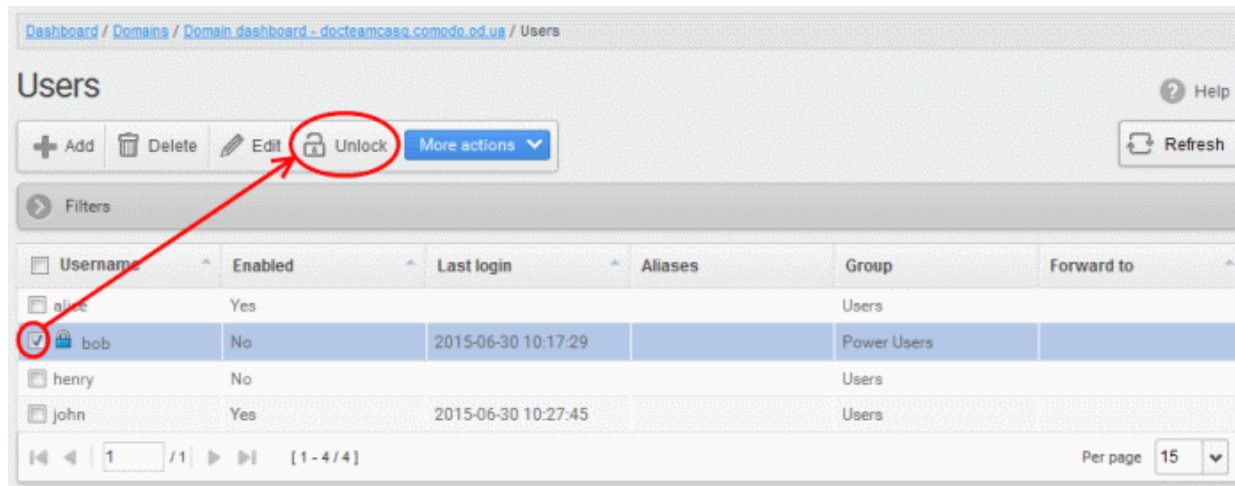 Dashboard / Domains / Domain dashboard - docteamcasg.comodo.od.ua / Users
Users
Help
Add Delete Edit Unlock More actions
Refresh
Filters
Username Enabled Last login Aliases Group Forward to
alice Yes Users
bob No 2015-06-30 10:17:29 Power Users
henry No Users
john Yes 2015-06-30 10:27:45 Users
1 /1 [1-4/4] Per page 15